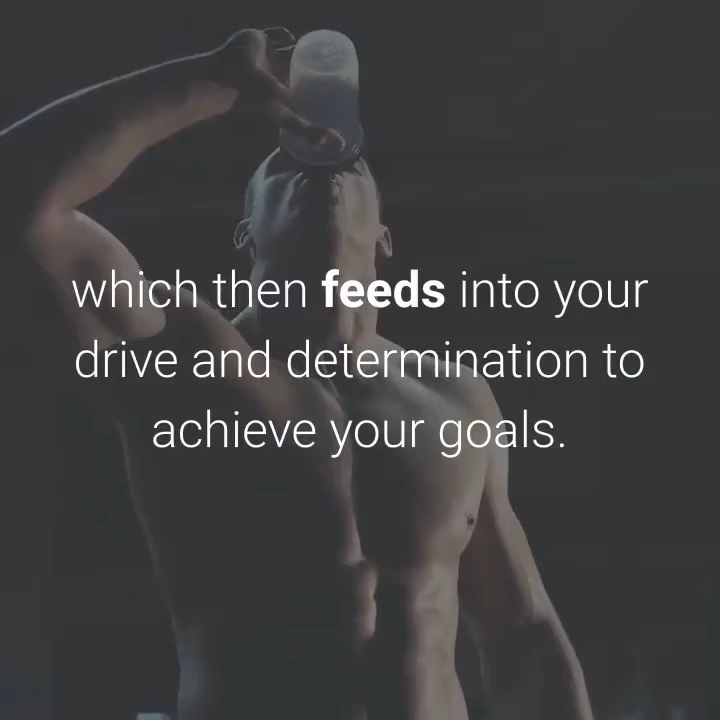 which then feeds into your
drive and determination to
achieve your goals.